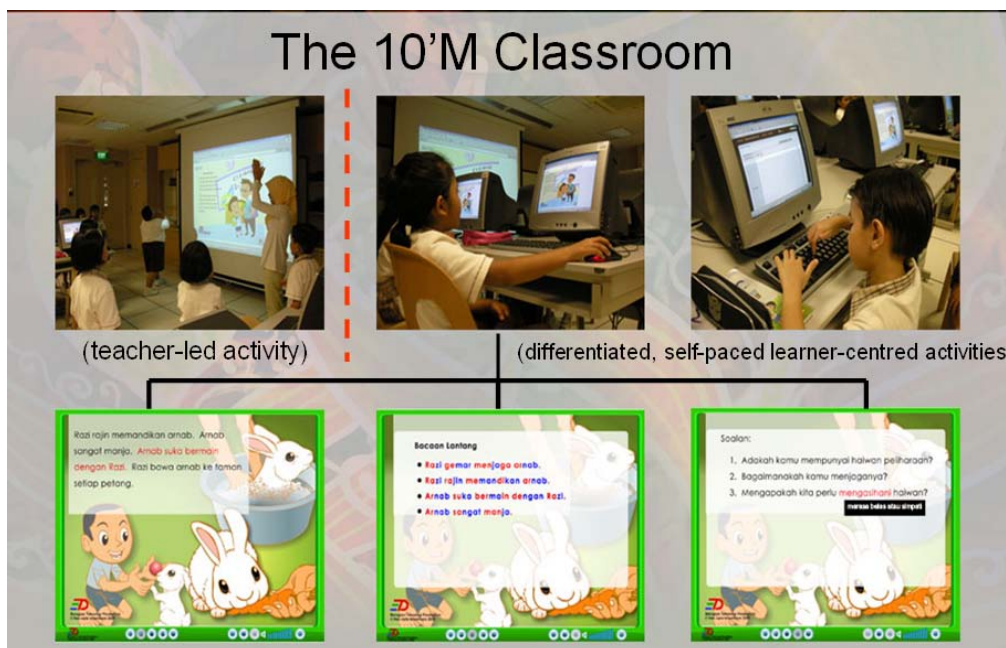 The 10'M Classroom
(teacher-led activity)
(differentiated, self-paced learner-centred activities
Razi rajin memandikan arnab. Arnab
sangat manja. Arnab suka bermain
dengan Razi. Razi bawa arnab ke taman
setiap petang.
Bacaan Lantang
• Razi gemar menjaga arnab.
• Razi rajin memandikan arnab.
• Arnab suka bermain dengan Razi.
• Arnab sangat manja.
Soalan:
1. Adakah kamu mempunyai haiwan peliharaan?
2. Bagaimanakah kamu menjaganya?
3. Mengapakah kita perlu mengasihani haiwan?
merasa belas atau simpati